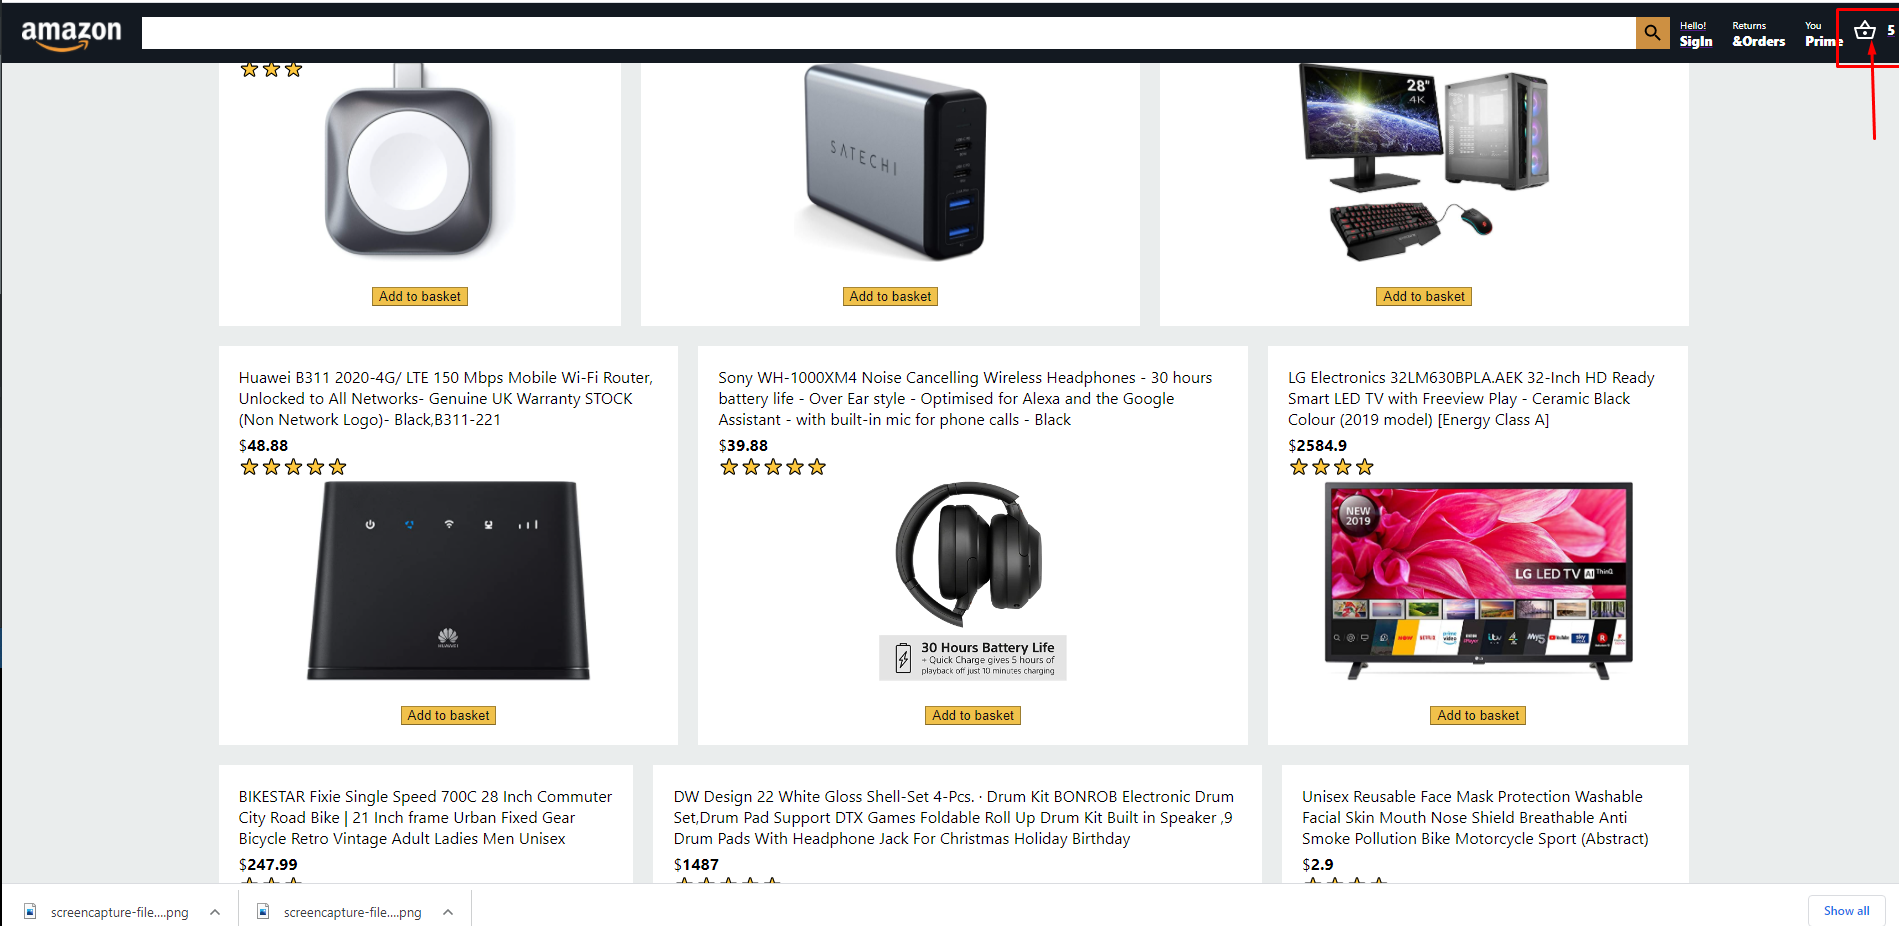 amazon
Hello!
SigIn
Returns
&Orders
You
Prime
5
28"
4K
SATECHI
Add to basket
Add to basket
Add to basket
Huawei B311 2020-4G/ LTE 150 Mbps Mobile Wi-Fi Router,
Unlocked to All Networks- Genuine UK Warranty STOCK
(Non Network Logo)- Black,B311-221
$48.88
HUAWEI
Add to basket
Sony WH-1000XM4 Noise Cancelling Wireless Headphones - 30 hours
battery life - Over Ear style - Optimised for Alexa and the Google
Assistant - with built-in mic for phone calls - Black
$39.88
30 Hours Battery Life
+ Quick Charge gives 5 hours of
playback off just 10 minutes charging
Add to basket
LG Electronics 32LM630BPLA.AEK 32-Inch HD Ready
Smart LED TV with Freeview Play - Ceramic Black
Colour (2019 model) [Energy Class A]
$2584.9
NEW
2019
LG LED TV AI ThinQ
NOW NETFLIX prime video itv 4 My5 YouTube sky R
LG
Add to basket
BIKESTAR Fixie Single Speed 700C 28 Inch Commuter
City Road Bike | 21 Inch frame Urban Fixed Gear
Bicycle Retro Vintage Adult Ladies Men Unisex
$247.99
DW Design 22 White Gloss Shell-Set 4-Pcs. · Drum Kit BONROB Electronic Drum
Set,Drum Pad Support DTX Games Foldable Roll Up Drum Kit Built in Speaker ,9
Drum Pads With Headphone Jack For Christmas Holiday Birthday
$1487
Unisex Reusable Face Mask Protection Washable
Facial Skin Mouth Nose Shield Breathable Anti
Smoke Pollution Bike Motorcycle Sport (Abstract)
$2.9
screencapture-file....png
screencapture-file....png
Show all